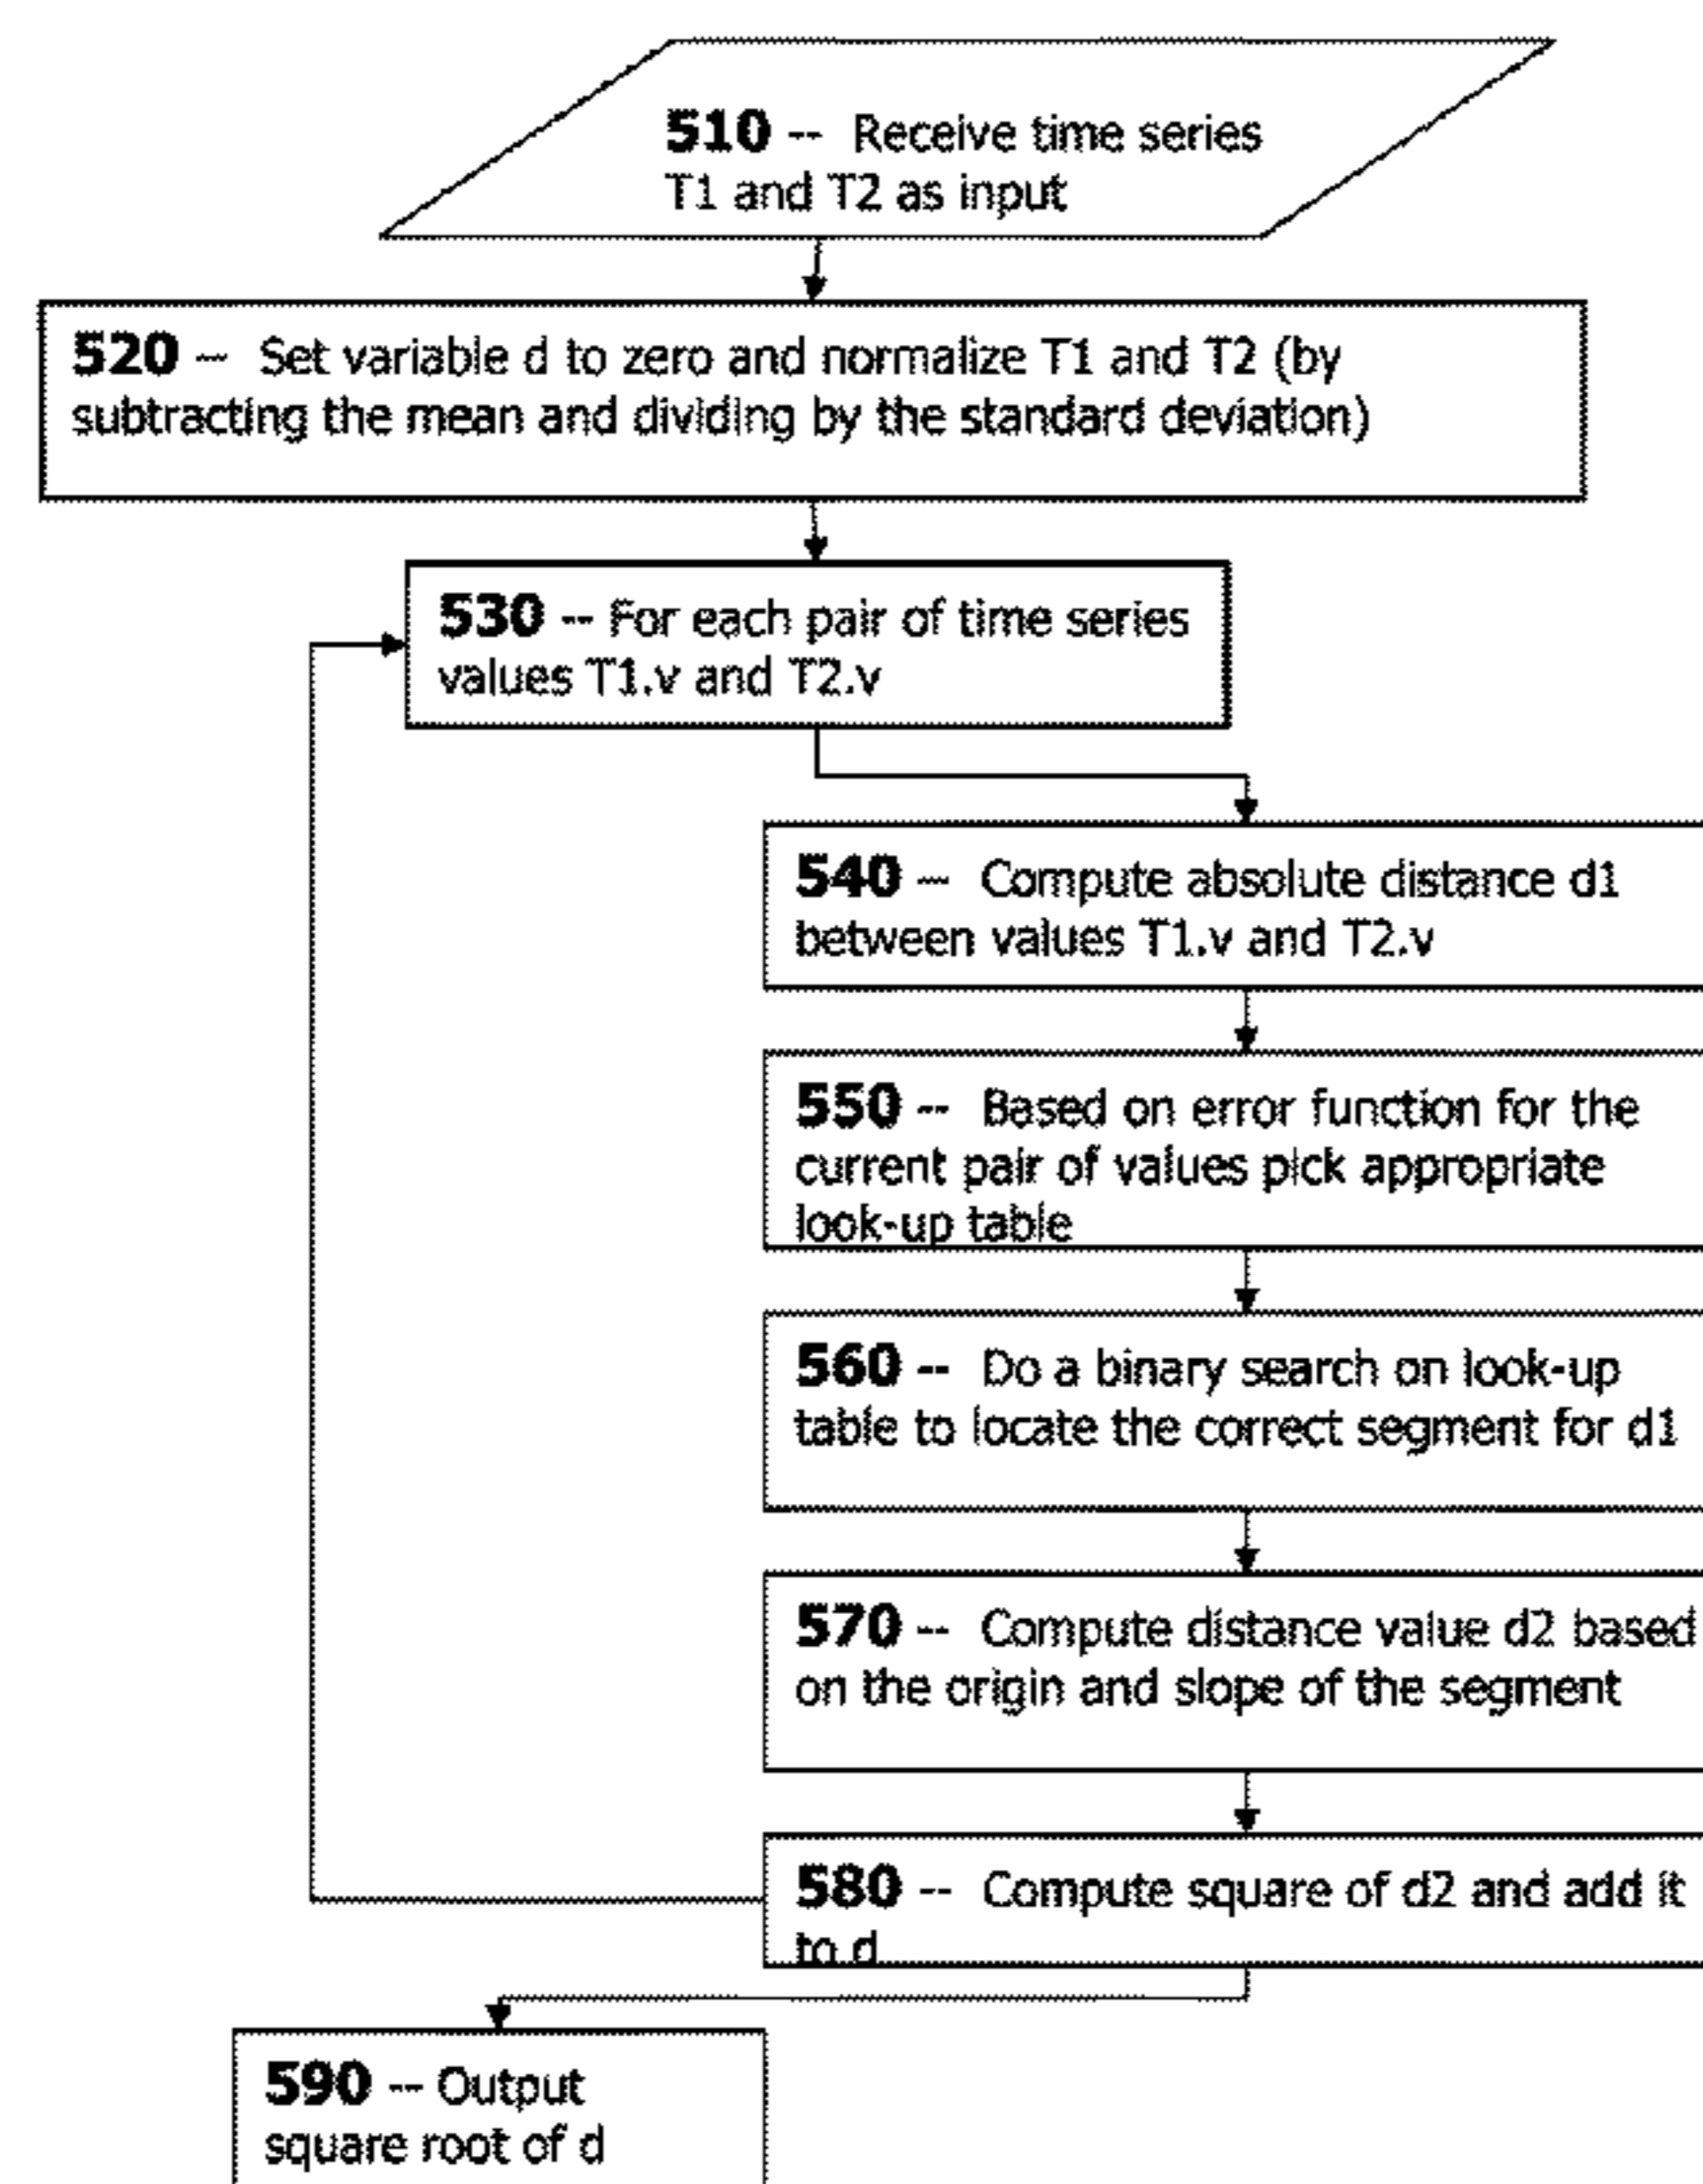 510 -- Receive time series
T1 and T2 as input
520 -- Set variable d to zero and normalize T1 and T2 (by
subtracting the mean and dividing by the standard deviation)
530 -- For each pair of time series
values T1.v and T2.v
540 -- Compute absolute distance d1
between values T1.v and T2.v
550 -- Based on error function for the
current pair of values pick appropriate
look-up table
560 -- Do a binary search on look-up
table to locate the correct segment for d1
570 -- Compute distance value d2 based
on the origin and slope of the segment
580 -- Compute square of d2 and add it
to d
590 -- Output
square root of d